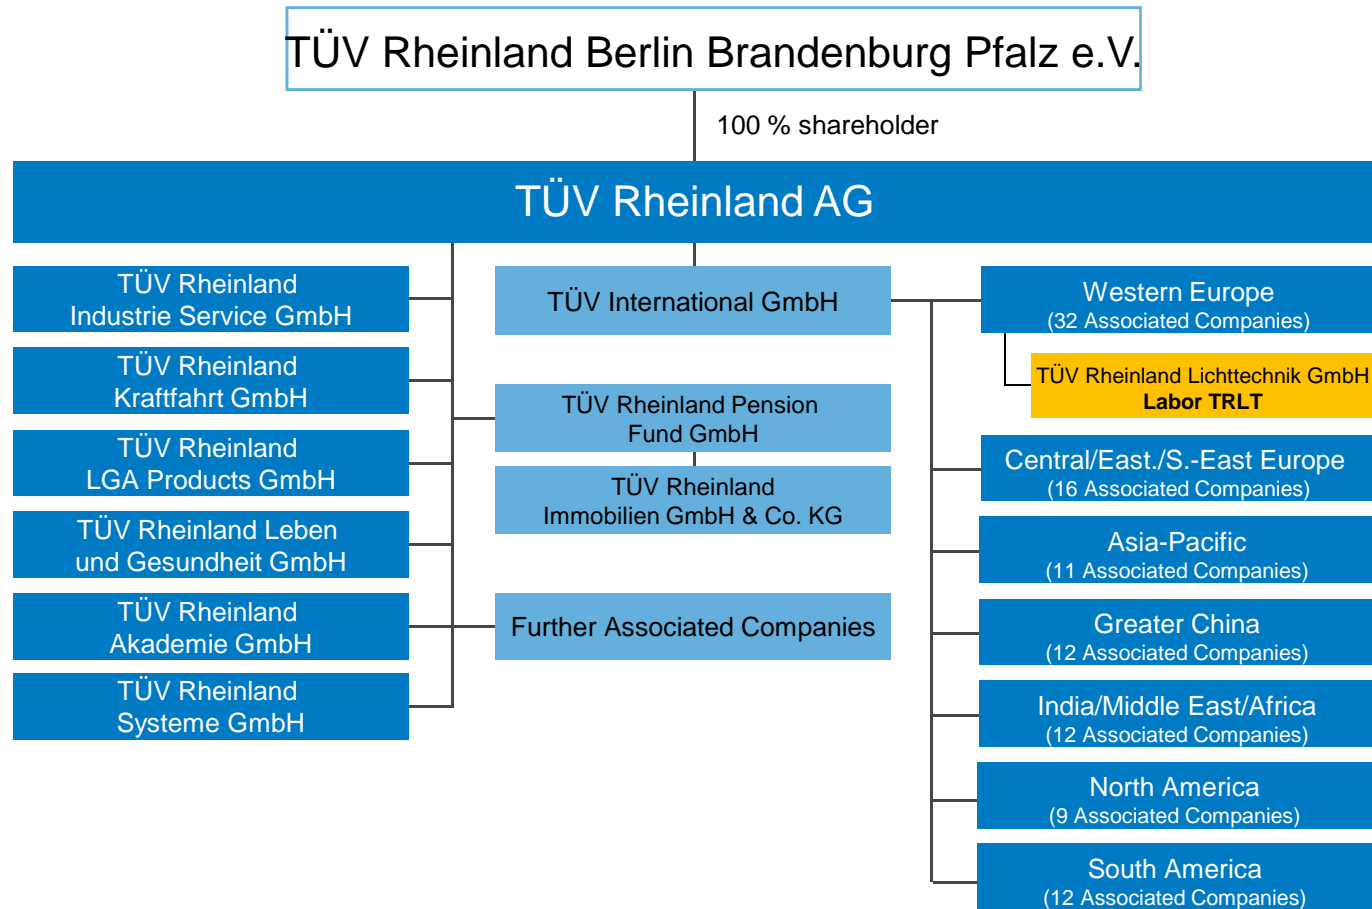 TÜV Rheinland Berlin Brandenburg Pfalz e.V.
100 % shareholder
TÜV Rheinland AG
TÜV Rheinland
Industrie Service GmbH
TÜV Rheinland
Kraftfahrt GmbH
TÜV Rheinland
LGA Products GmbH
TÜV Rheinland Leben
und Gesundheit GmbH
TÜV Rheinland
Akademie GmbH
TÜV Rheinland
Systeme GmbH
TÜV International GmbH
TÜV Rheinland Pension
Fund GmbH
TÜV Rheinland
Immobilien GmbH & Co. KG
Further Associated Companies
Western Europe
(32 Associated Companies)
TÜV Rheinland Lichttechnik GmbH
Labor TRLT
Central/East./S.-East Europe
(16 Associated Companies)
Asia-Pacific
(11 Associated Companies)
Greater China
(12 Associated Companies)
India/Middle East/Africa
(12 Associated Companies)
North America
(9 Associated Companies)
South America
(12 Associated Companies)